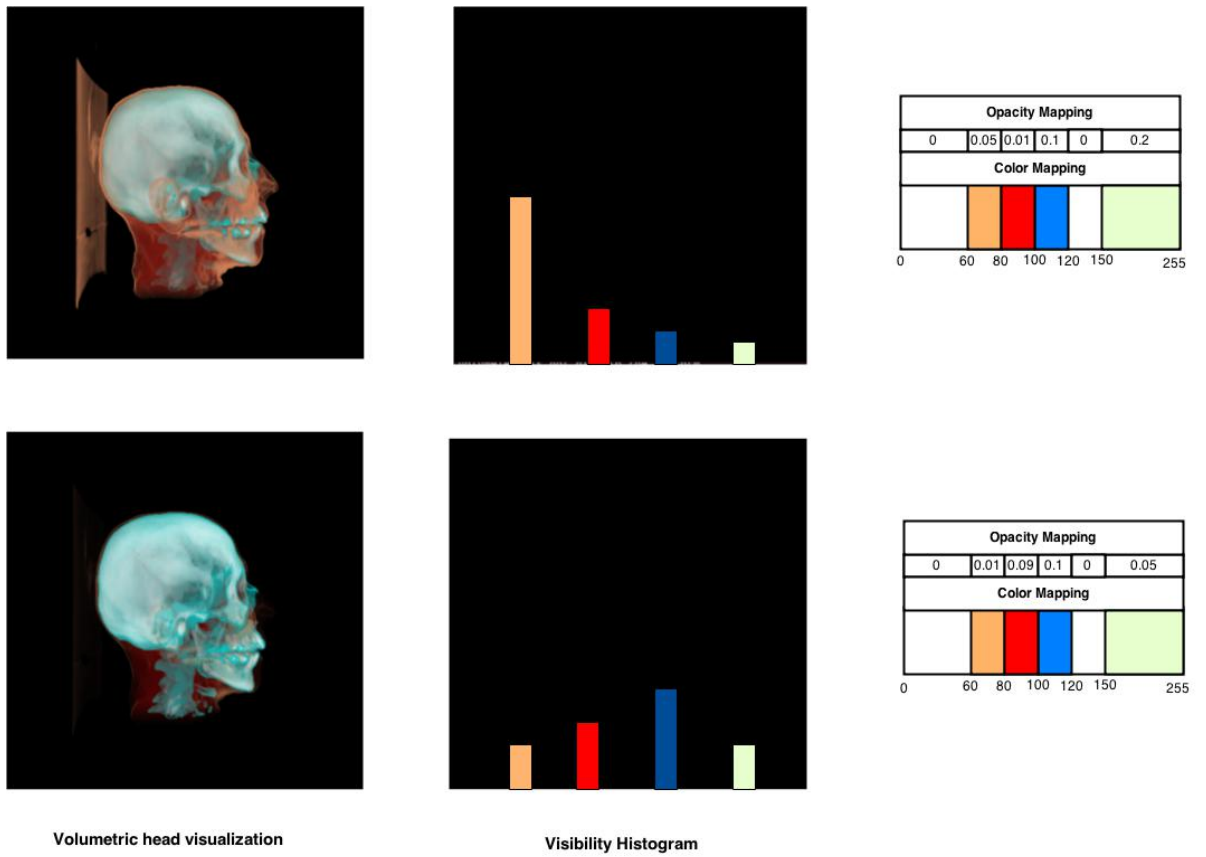 Opacity Mapping
0 0.05 0.01 0.1 0 0.2
Color Mapping
0 60 80 100 120 150 255
Opacity Mapping
0 0.01 0.09 0.1 0 0.05
Color Mapping
0 60 80 100 120 150 255
Volumetric head visualization
Visibility Histogram